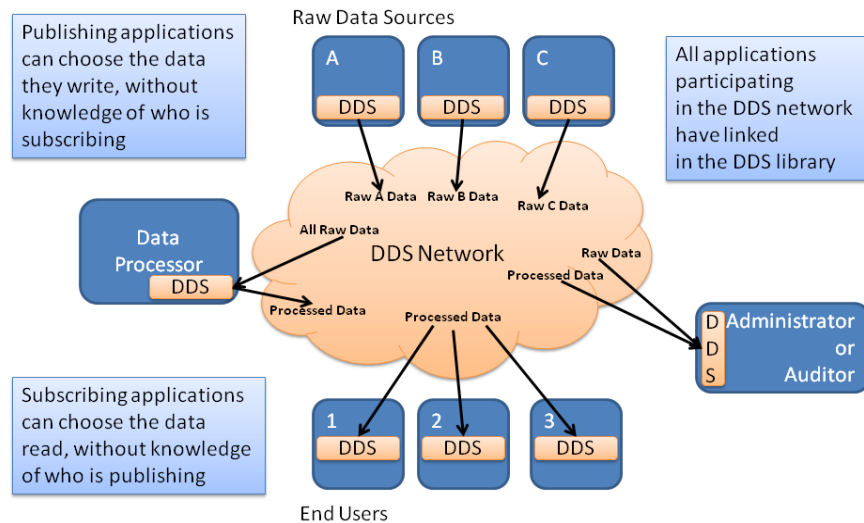 Raw Data Sources
Publishing applications
can choose the data
they write, without
knowledge of who is
subscribing
A
B
C
DDS
DDS
DDS
All applications
participating
in the DDS network
have linked
in the DDS library
Raw A Data
Raw B Data
Raw C Data
All Raw Data
Data
Processor
DDS
DDS Network
Raw Data
Processed Data
Processed Data
Processed Data
D
D
S
Administrator
or
Auditor
Subscribing applications
can choose the data
read, without knowledge
of who is publishing
1
2
3
DDS
DDS
DDS
End Users